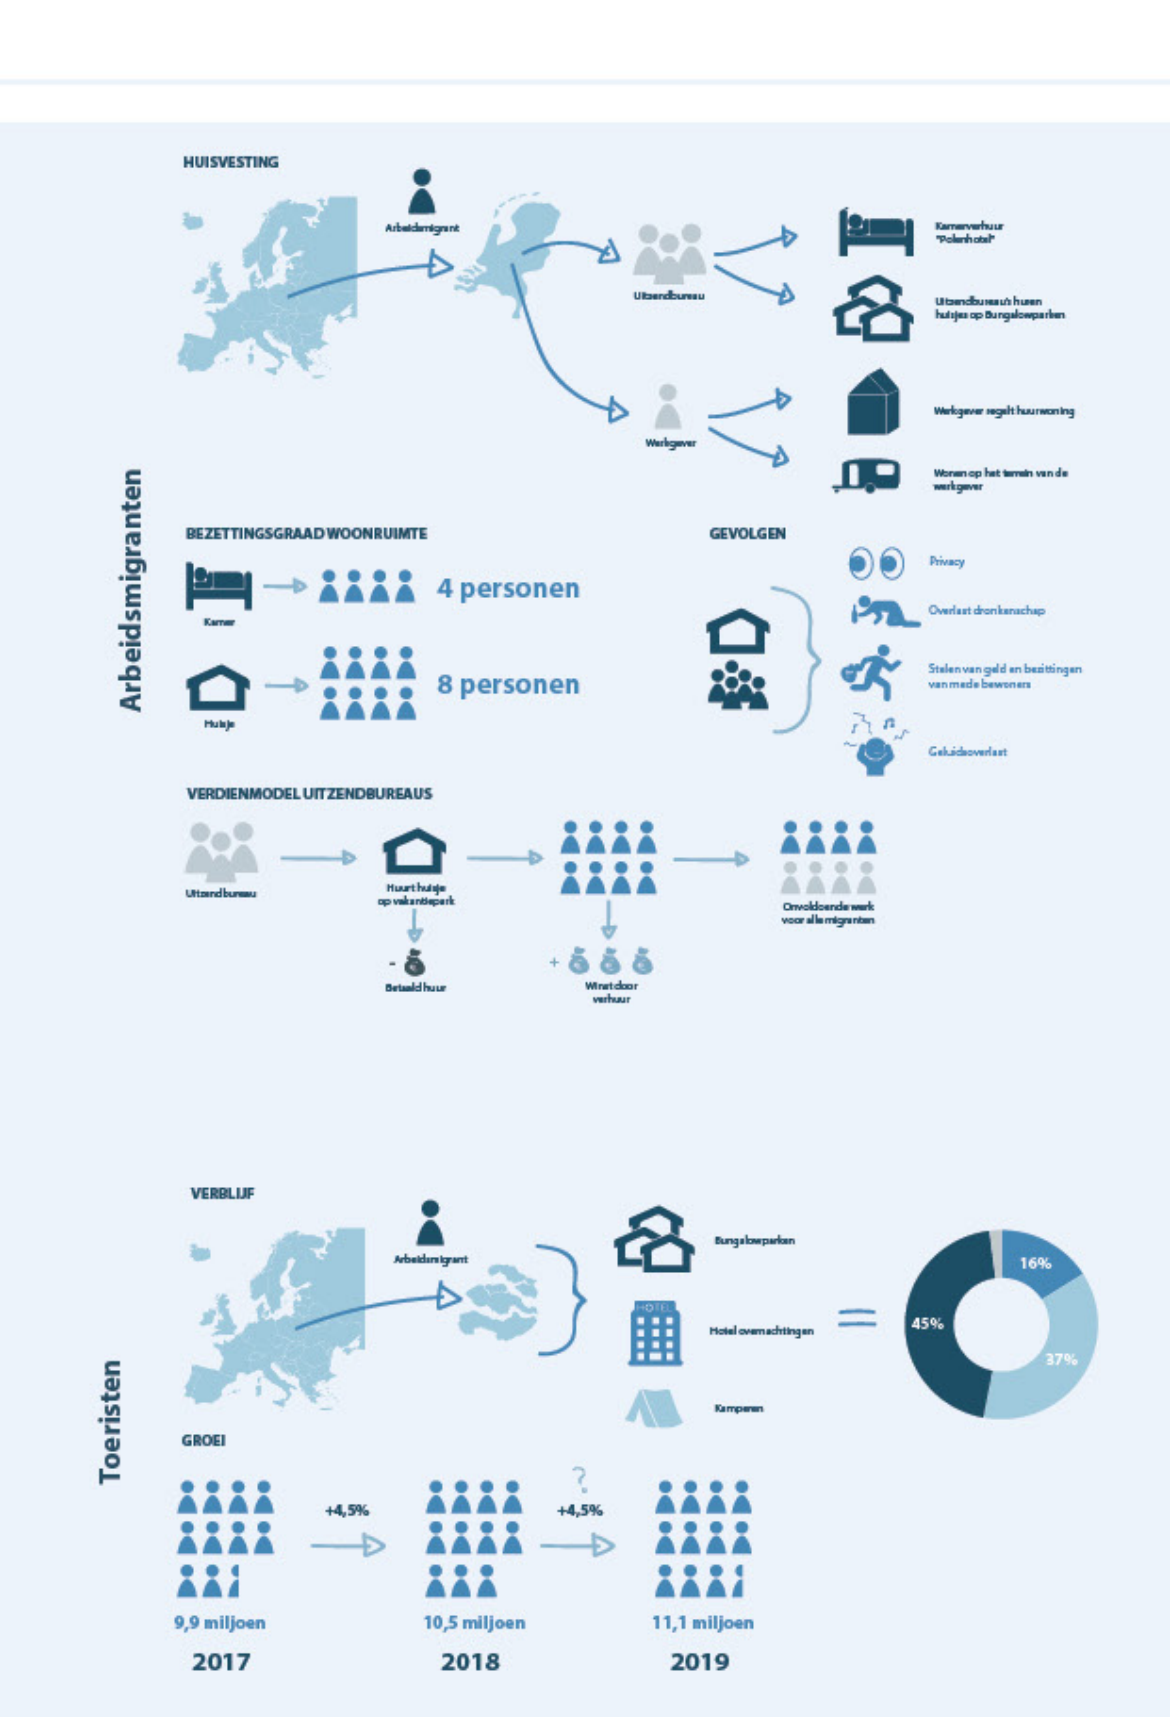 HUISVESTING
Arbeidsmigrant
Kamerverhuur
"Polenhotel"
Uitzendbureau
Uitzendbureau's huren
huisjes op Bungalowparken
Werkgever regelt huurwoning
Werkgever
Wonen op het terrein van de
werkgever
Arbeidsmigranten
BEZETTINGSGRAAD WOONRUIMTE
4 personen
Kamer
8 personen
Huisje
GEVOLGEN
Privacy
Overlast dronkenschap
Stelen van geld en bezittingen
van mede bewoners
Geluidsoverlast
VERDIENMODEL UITZENDBUREAUS
Uitzendbureau
Huurt huisje
op vakantiepark
Onvoldoende werk
voor alle migranten
-
Betaald huur
+
Winst door
verhuur
Toeristen
VERBLIJF
Arbeidsmigrant
Bungalowparken
HOTEL
Hotel overnachtingen
Kamperen
16%
45%
37%
GROEI
+4,5%
?
+4,5%
9,9 miljoen
10,5 miljoen
11,1 miljoen
2017
2018
2019